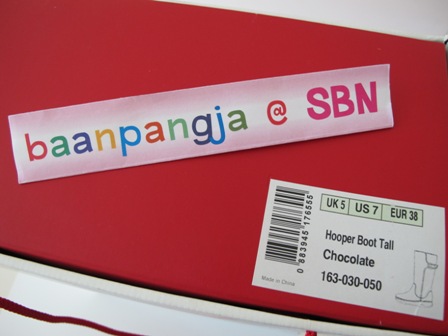 baanpangja @ SBN
UK 5 US 7 EUR 38
Hooper Boot Tall
Chocolate
163-030-050
0 883945 176555
Made in China